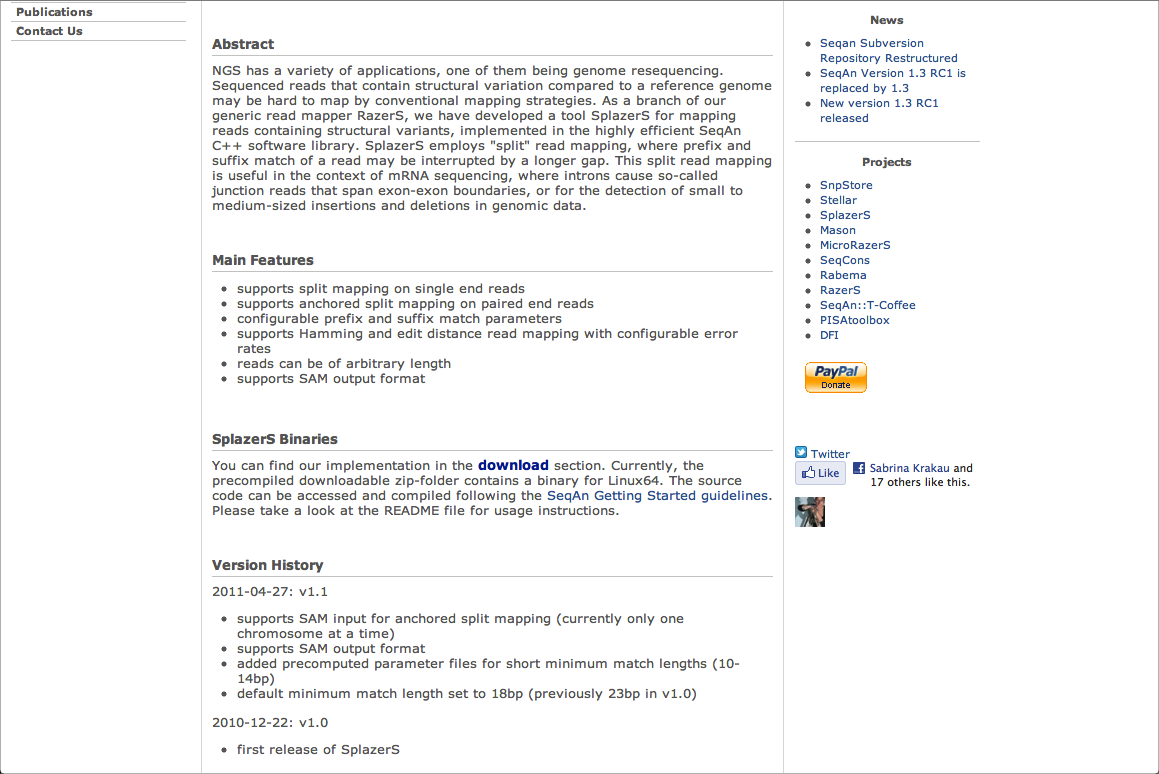 Publications
Contact Us
Abstract
NGS has a variety of applications, one of them being genome resequencing.
Sequenced reads that contain structural variation compared to a reference genome
may be hard to map by conventional mapping strategies. As a branch of our
generic read mapper RazerS, we have developed a tool SplazerS for mapping
reads containing structural variants, implemented in the highly efficient SeqAn
C++ software library. SplazerS employs "split" read mapping, where prefix and
suffix match of a read may be interrupted by a longer gap. This split read mapping
is useful in the context of mRNA sequencing, where introns cause so-called
junction reads that span exon-exon boundaries, or for the detection of small to
medium-sized insertions and deletions in genomic data.
Main Features
supports split mapping on single end reads
supports anchored split mapping on paired end reads
configurable prefix and suffix match parameters
supports Hamming and edit distance read mapping with configurable error
rates
reads can be of arbitrary length
supports SAM output format
SplazerS Binaries
You can find our implementation in the download section. Currently, the
precompiled downloadable zip-folder contains a binary for Linux64. The source
code can be accessed and compiled following the SeqAn Getting Started guidelines.
Please take a look at the README file for usage instructions.
Version History
2011-04-27: v1.1
supports SAM input for anchored split mapping (currently only one
chromosome at a time)
supports SAM output format
added precomputed parameter files for short minimum match lengths (10-
14bp)
default minimum match length set to 18bp (previously 23bp in v1.0)
2010-12-22: v1.0
first release of SplazerS
News
Seqan Subversion
Repository Restructured
SeqAn Version 1.3 RC1 is
replaced by 1.3
New version 1.3 RC1
released
Projects
SnpStore
Stellar
SplazerS
Mason
MicroRazerS
SeqCons
Rabema
RazerS
SeqAn::T-Coffee
PISAtoolbox
DFI
PayPal
Donate
Twitter
Like
Sabrina Krakau and
17 others like this.